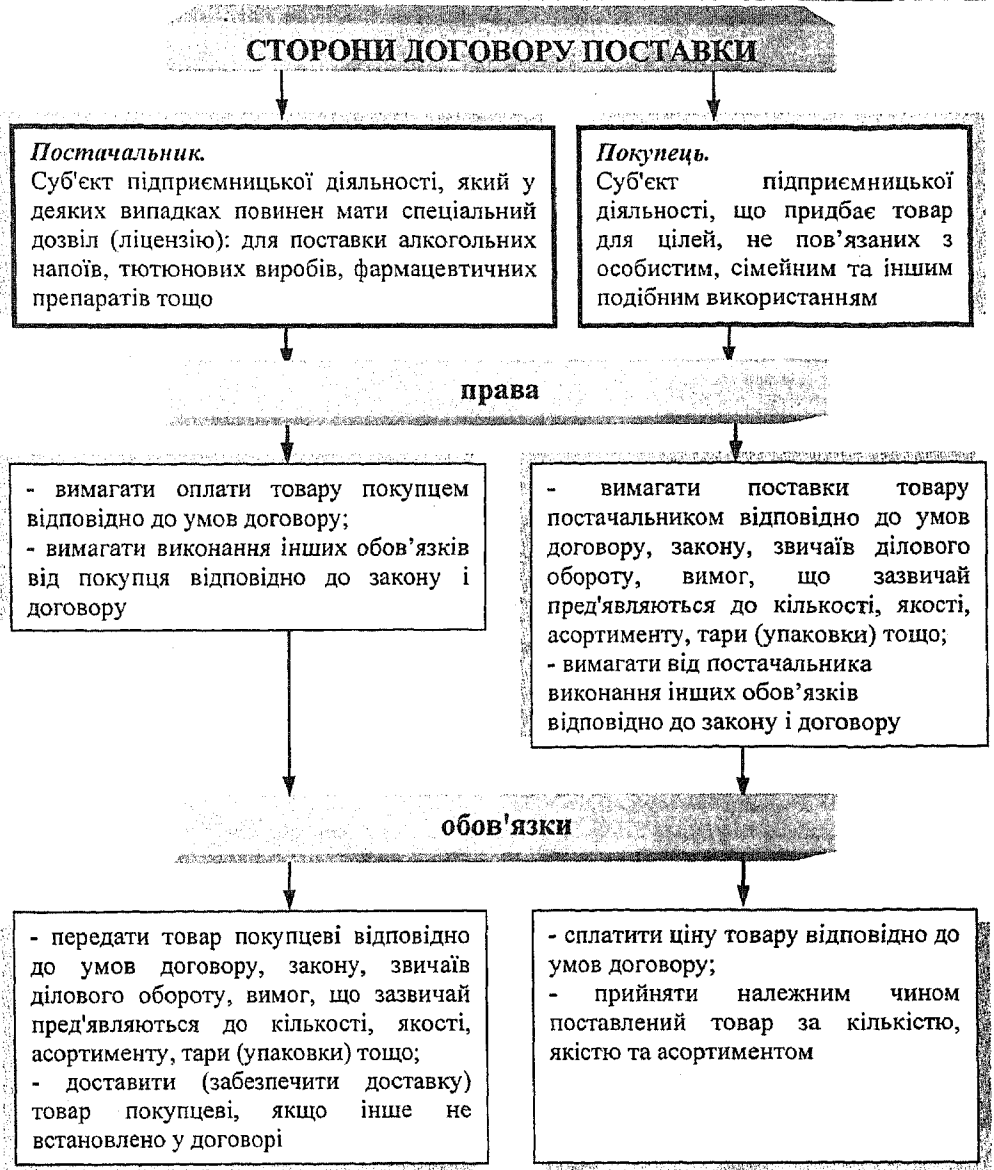 СТОРОНИ ДОГОВОРУ ПОСТАВКИ
Постачальник.
Суб'єкт підприємницької діяльності, який у
деяких випадках повинен мати спеціальний
дозвіл (ліцензію): для поставки алкогольних
напоїв, тютюнових виробів, фармацевтичних
препаратів тощо
Покупець.
Суб'єкт підприємницької
діяльності, що придбає товар
для цілей, не пов’язаних з
особистим, сімейним та іншим
подібним використанням
права
- вимагати оплати товару покупцем
відповідно до умов договору;
- вимагати виконання інших обов’язків
від покупця відповідно до закону і
договору
- вимагати поставки товару
постачальником відповідно до умов
договору, закону, звичаїв ділового
обороту, вимог, що зазвичай
пред'являються до кількості, якості,
асортименту, тари (упаковки) тощо;
- вимагати від постачальника
виконання інших обов’язків
відповідно до закону і договору
обов'язки
- передати товар покупцеві відповідно
до умов договору, закону, звичаїв
ділового обороту, вимог, що зазвичай
пред'являються до кількості, якості,
асортименту, тари (упаковки) тощо;
- доставити (забезпечити доставку)
товар покупцеві, якщо інше не
встановлено у договорі
- сплатити ціну товару відповідно до
умов договору;
- прийняти належним чином
поставлений товар за кількістю,
якістю та асортиментом